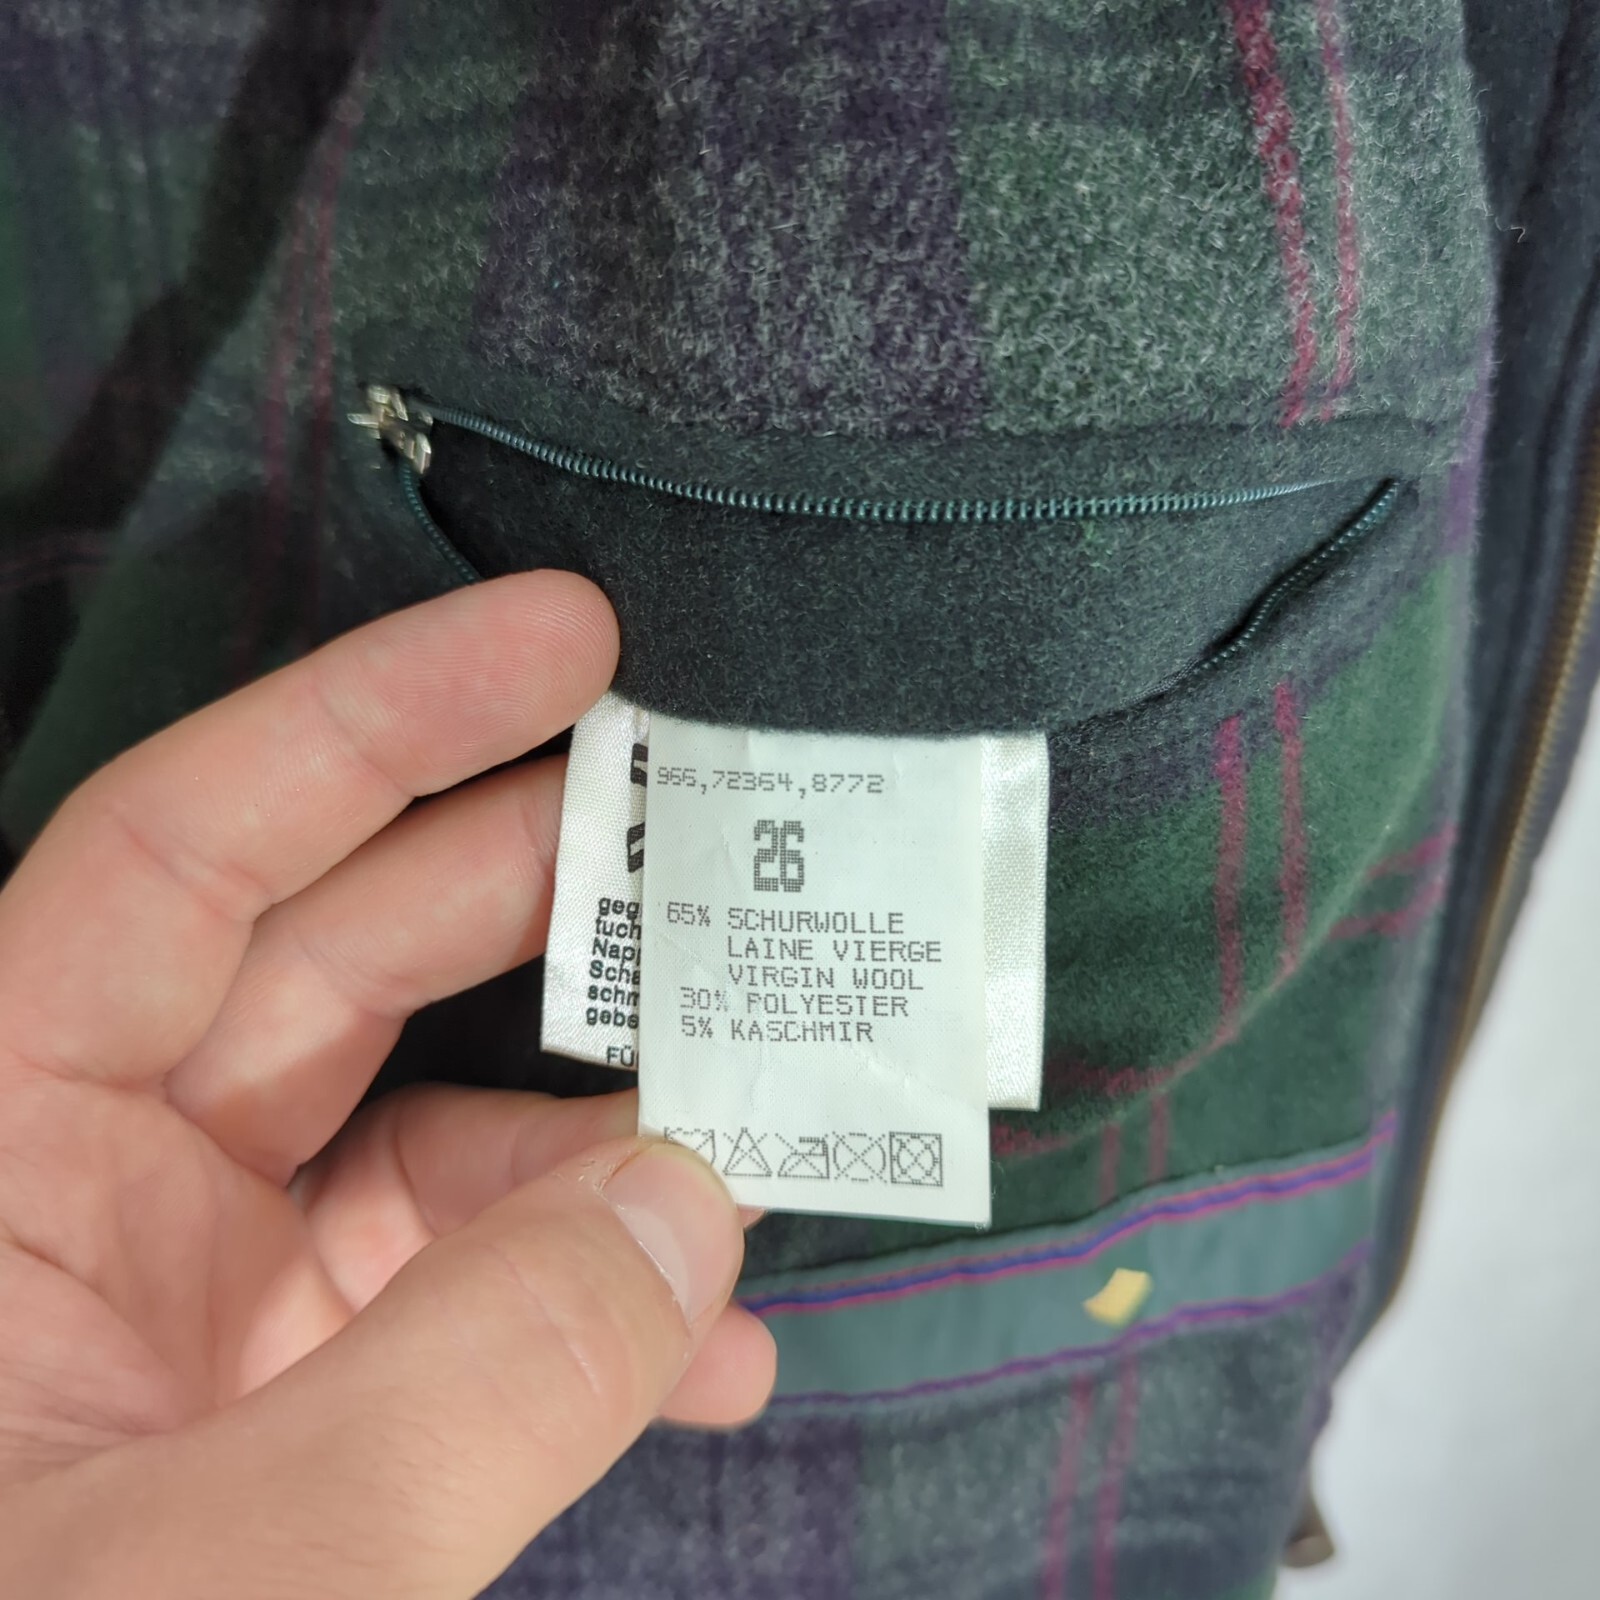 966,72364,8772
26
65% SCHURWOLLE
LAINE VIERGE
VIRGIN WOOL
30% POLYESTER
5% KASCHMIR